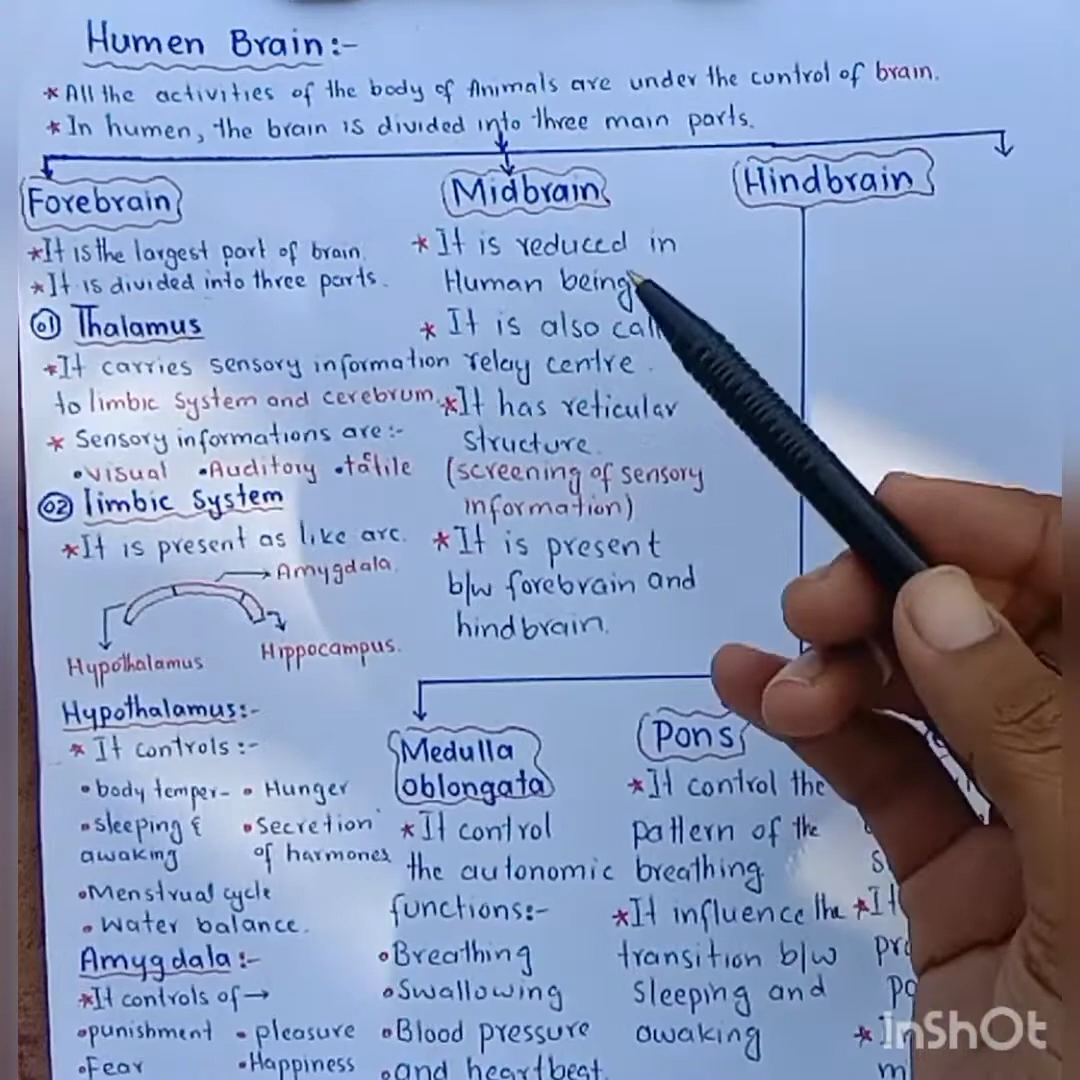 Humen Brain:-
* All the activities of the body of Animals are under the control of brain.
* In humen, the brain is divided into three main parts.
Forebrain
* It is the largest part of brain.
* It is divided into three parts.
01 Thalamus
* It carries sensory information
to limbic system and cerebrum.
* Sensory informations are:-
• visual • Auditory • tactile
02 limbic system
* It is present as like arc.
Amygdala.
Hypothalamus
Hippocampus.
Hypothalamus:-
* It controls:-
• body temper- • Hunger
• sleeping & • Secretion
awaking of harmones
• Menstrual cycle
• Water balance.
Amygdala:-
* It controls of →
• punishment • pleasure
• Fear • Happiness
Midbrain
* It is reduced in
Human being
* It is also
relay centre.
* It has reticular
structure.
(screening of sensory
information)
* It is present
b/w forebrain and
hindbrain.
Hindbrain
Medulla
oblongata
* It control
the autonomic
functions:-
• Breathing
• Swallowing
• Blood pressure
• and heartbeat.
Pons
* It control the
pattern of the
breathing.
* It influence the
transition b/w
sleeping and
awaking
* It
InShOt